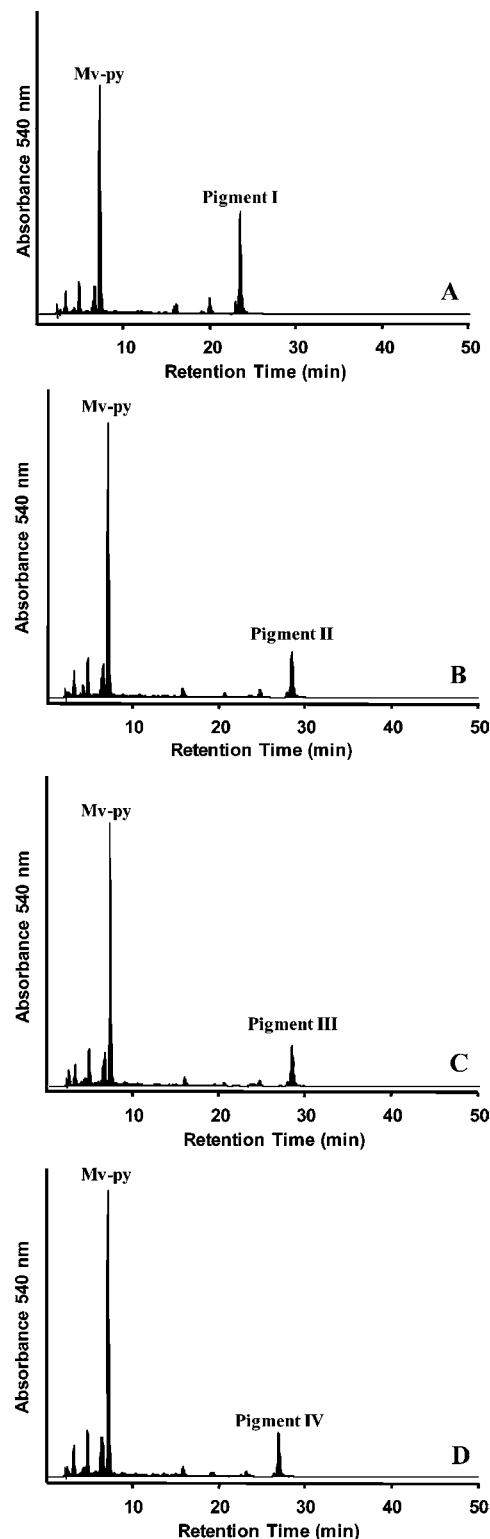 Absorbance 540 nm
Mv-py
Pigment I
A
10 20 30 40 50
Retention Time (min)
Absorbance 540 nm
Mv-py
Pigment II
B
10 20 30 40 50
Retention Time (min)
Absorbance 540 nm
Mv-py
Pigment III
C
10 20 30 40 50
Retention Time (min)
Absorbance 540 nm
Mv-py
Pigment IV
D
10 20 30 40 50
Retention Time (min)